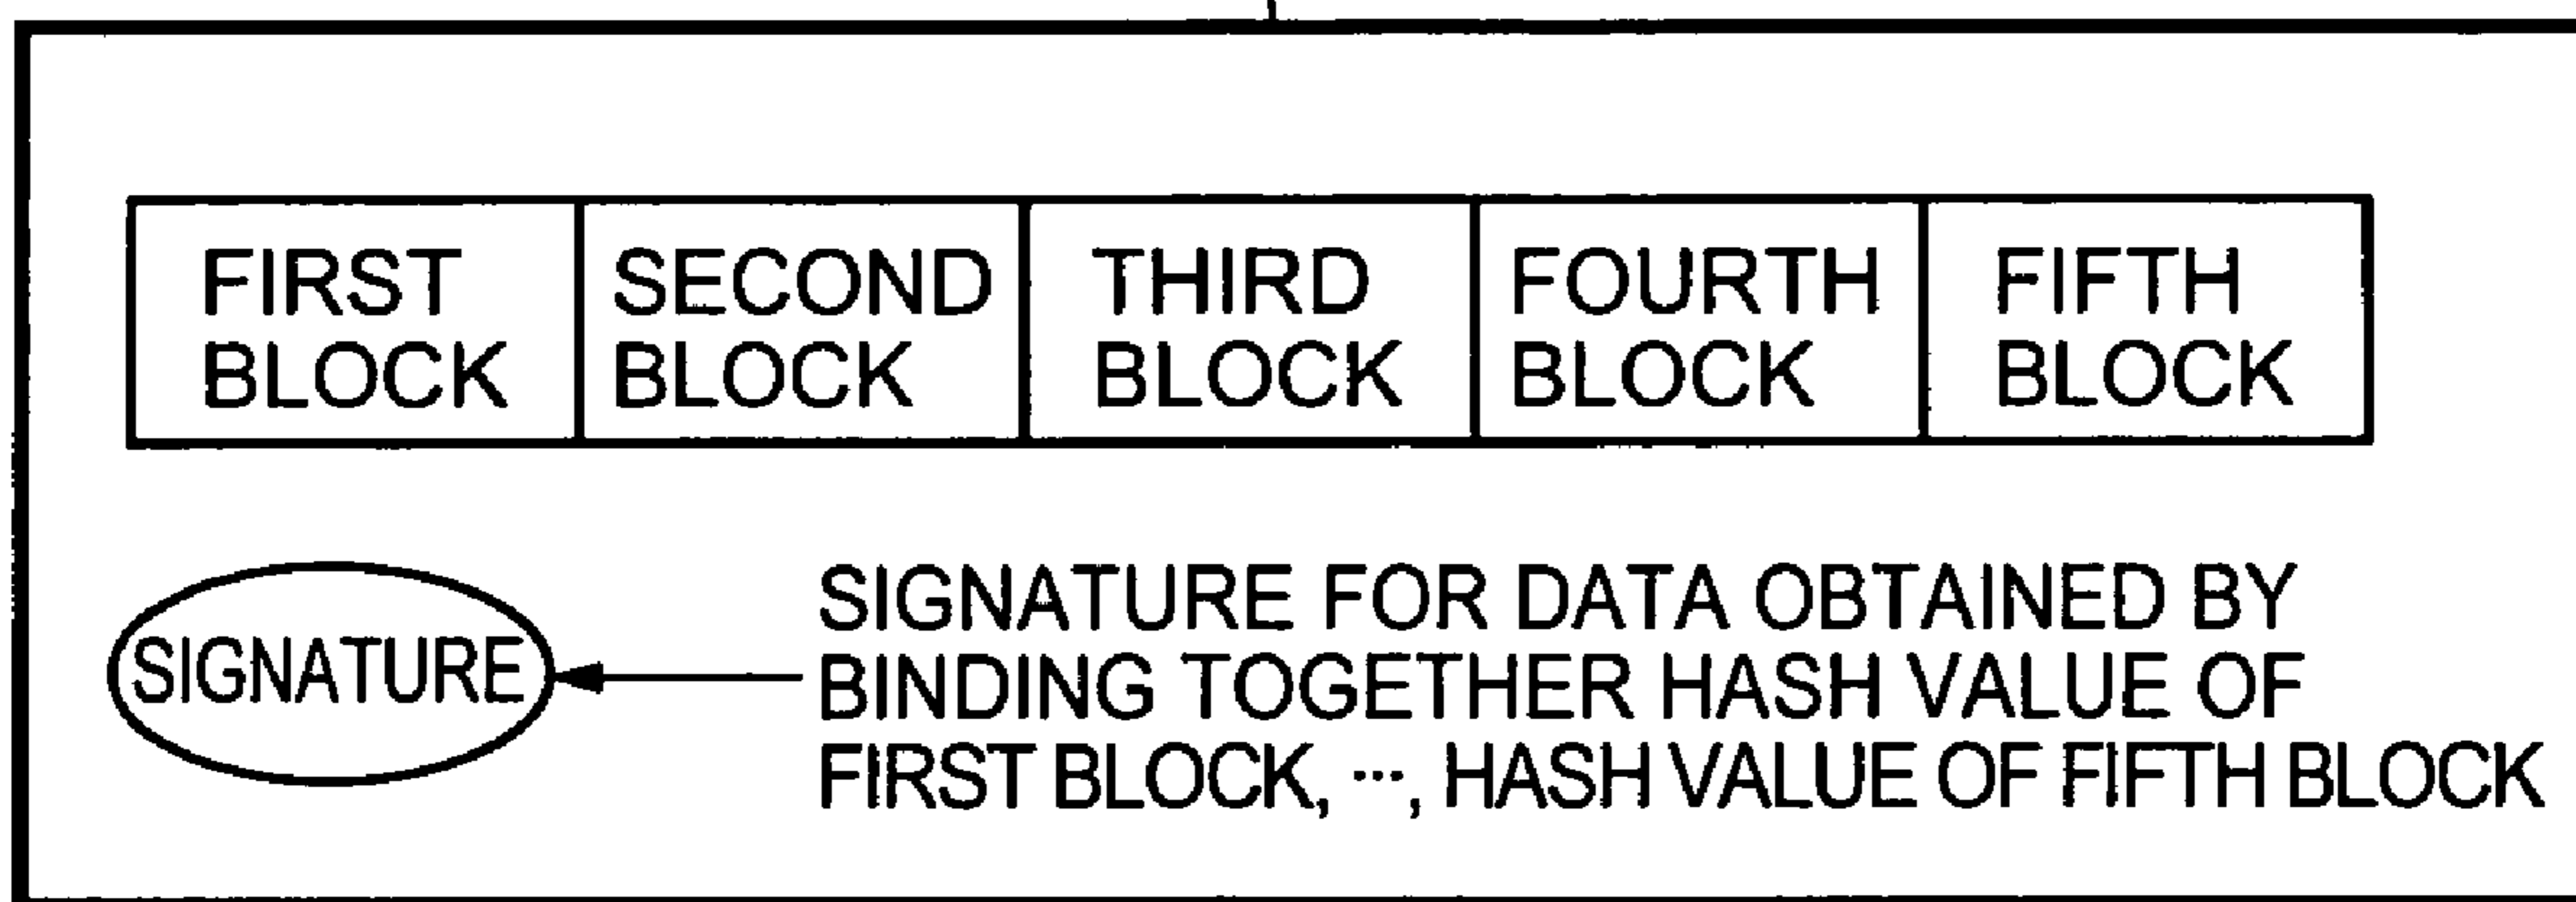 FIRST
BLOCK
SECOND
BLOCK
THIRD
BLOCK
FOURTH
BLOCK
FIFTH
BLOCK
SIGNATURE
SIGNATURE FOR DATA OBTAINED BY
BINDING TOGETHER HASH VALUE OF
FIRST BLOCK, ···, HASH VALUE OF FIFTH BLOCK